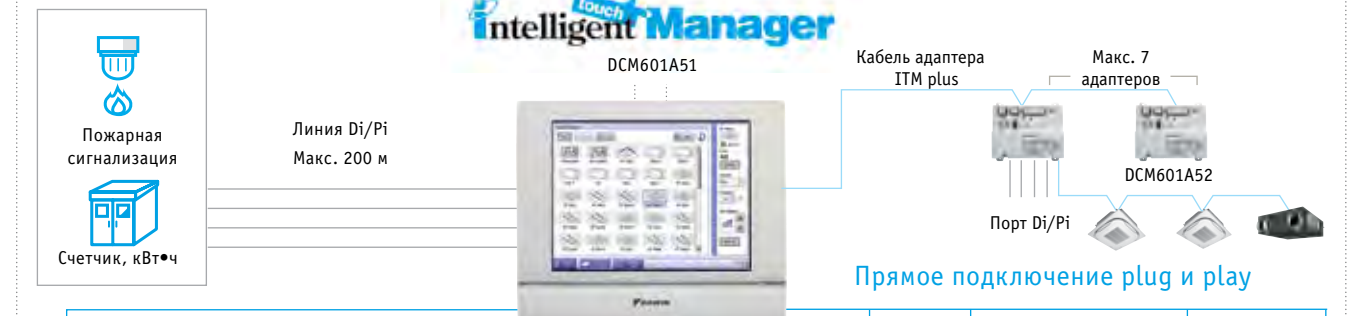 touch
intelligent Manager
DCM601A51
Кабель адаптера
ITM plus
Макс. 7
адаптеров
Пожарная
сигнализация
Линия Di/Pi
Макс. 200 м
DCM601A52
Порт Di/Pi
Счетчик, кВт•ч
Прямое подключение plug и play
DAIKIN